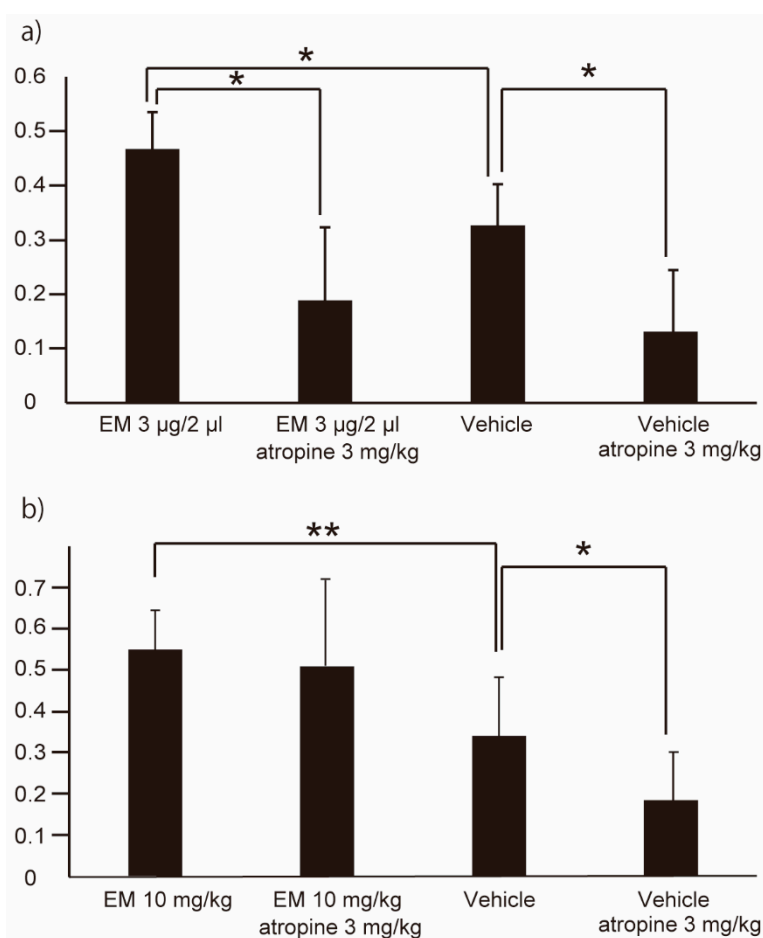 a)
*
*
*
0.6
0.5
0.4
0.3
0.2
0.1
0
EM 3 µg/2 µl
EM 3 µg/2 µl
atropine 3 mg/kg
Vehicle
Vehicle
atropine 3 mg/kg
b)
**
*
0.7
0.6
0.5
0.4
0.3
0.2
0.1
0
EM 10 mg/kg
EM 10 mg/kg
atropine 3 mg/kg
Vehicle
Vehicle
atropine 3 mg/kg